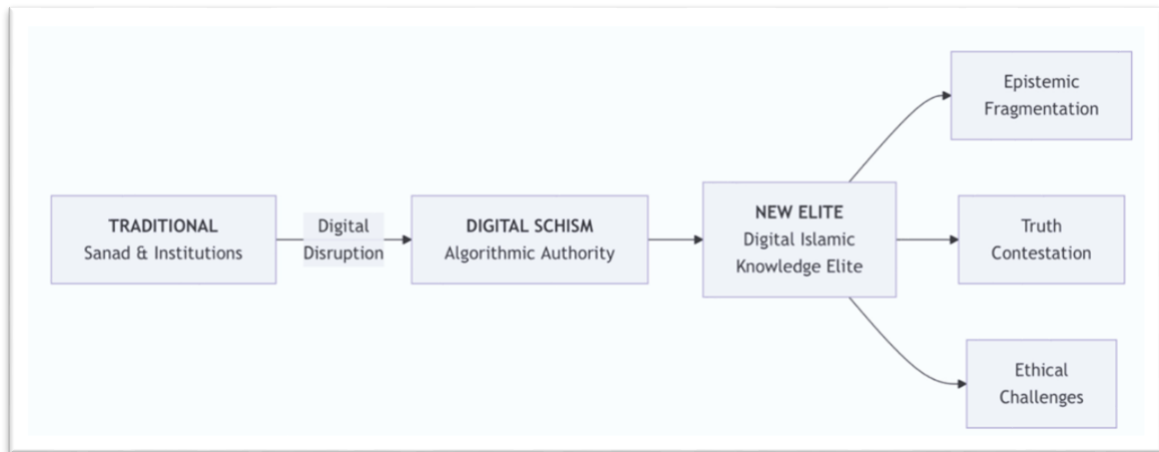 TRADITIONAL
Sanad & Institutions
Digital
Disruption
DIGITAL SCHISM
Algorithmic Authority
NEW ELITE
Digital Islamic
Knowledge Elite
Epistemic
Fragmentation
Truth
Contestation
Ethical
Challenges